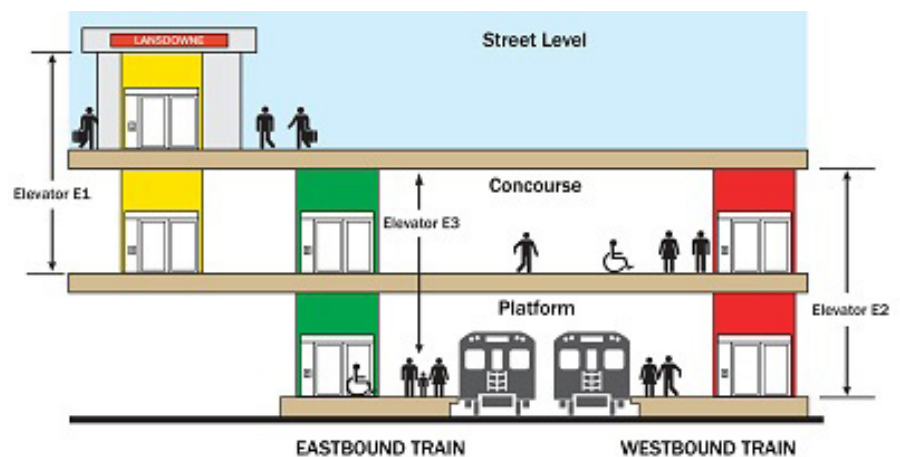 LANSDOWNE
Street Level
Elevator E1
Concourse
Elevator E3
Platform
Elevator E2
EASTBOUND TRAIN
WESTBOUND TRAIN